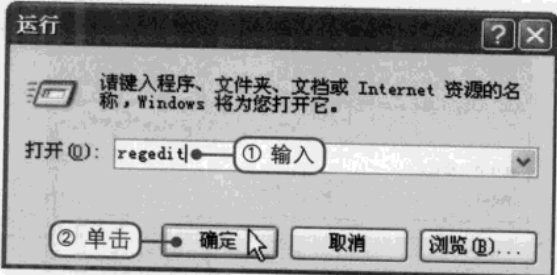 运行
请键入程序、文件夹、文档或 Internet 资源的名
称，Windows 将为您打开它。
打开(O): regedit ① 输入
② 单击 确定 取消 浏览(B)...